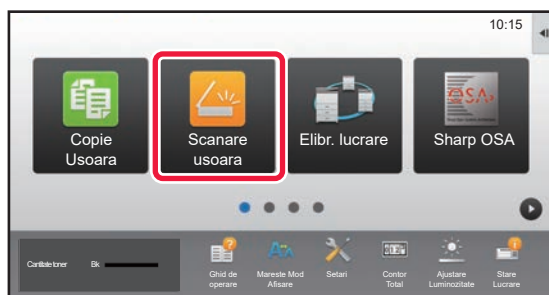 10:15
Copie
Usoara
Scanare
usoara
Elibr. lucrare
Sharp OSA
OSA
Cantitate toner Bk
Ghid de
operare
Mareste Mod
Afisare
Setari
Contor
Total
Ajustare
Luminozitate
Stare
Lucrare